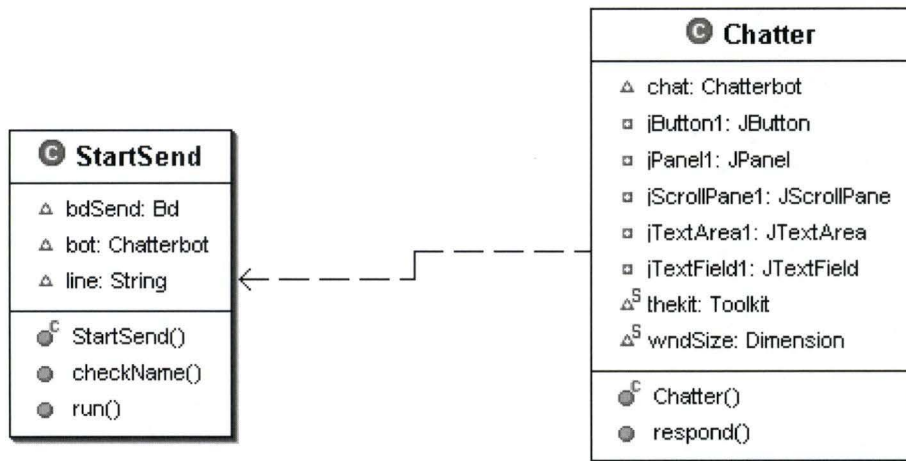 C StartSend
bdSend: Bd
bot: Chatterbot
line: String
C StartSend()
checkName()
run()
C Chatter
chat: Chatterbot
jButton1: JButton
jPanel1: JPanel
jScrollPane1: JScrollPane
jTextArea1: JTextArea
jTextField1: JTextField
S thekit: Toolkit
S wndSize: Dimension
C Chatter()
respond()